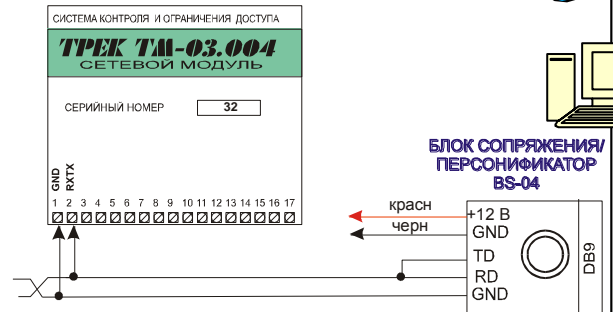 СИСТЕМА КОНТРОЛЯ И ОГРАНИЧЕНИЯ ДОСТУПА
ТРЕК ТМ-03.004
СЕТЕВОЙ МОДУЛЬ
СЕРИЙНЫЙ НОМЕР 32
GND
RXTX
1 2 3 4 5 6 7 8 9 10 11 12 13 14 15 16 17
БЛОК СОПРЯЖЕНИЯ/
ПЕРСОНИФИКАТОР
BS-04
красн
черн
+12 В
GND
TD
RD
GND
DB9